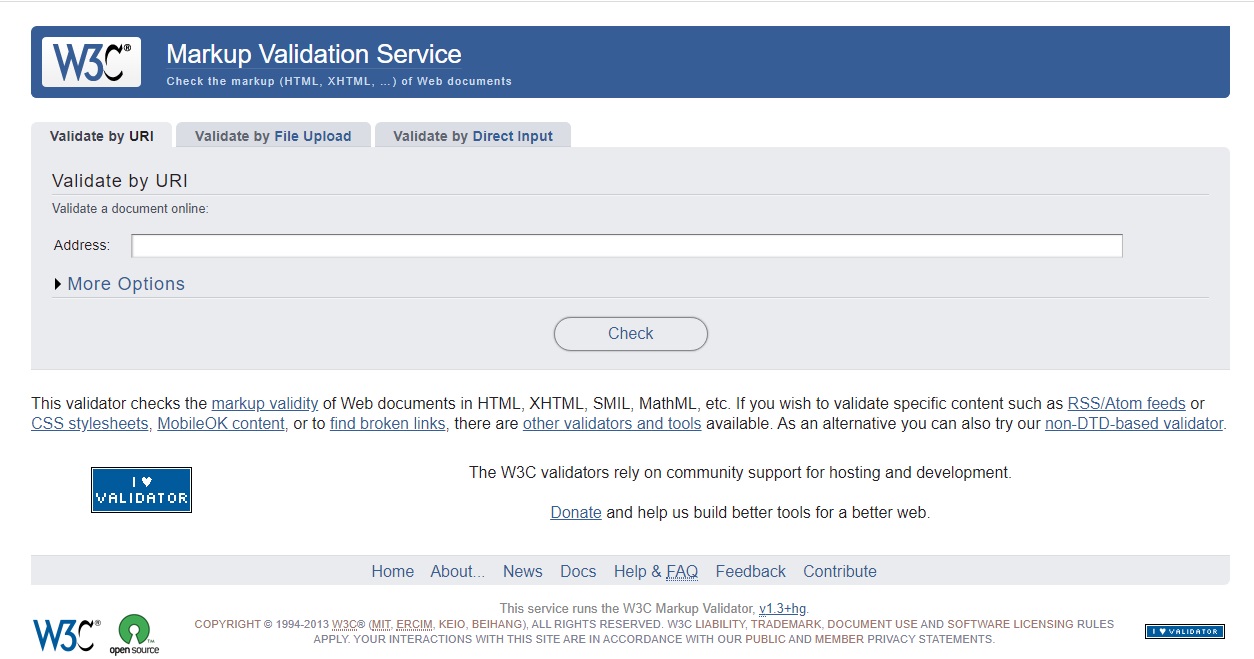 W3C®
Markup Validation Service
Check the markup (HTML, XHTML, …) of Web documents
Validate by URI
Validate by File Upload
Validate by Direct Input
Validate by URI
Validate a document online:
Address:
More Options
Check
This validator checks the markup validity of Web documents in HTML, XHTML, SMIL, MathML, etc. If you wish to validate specific content such as RSS/Atom feeds or
CSS stylesheets, MobileOK content, or to find broken links, there are other validators and tools available. As an alternative you can also try our non-DTD-based validator.
I ♥
VALIDATOR
The W3C validators rely on community support for hosting and development.
Donate and help us build better tools for a better web.
Home About... News Docs Help & FAQ Feedback Contribute
This service runs the W3C Markup Validator, v1.3+hg.
COPYRIGHT © 1994-2013 W3C® (MIT, ERCIM, KEIO, BEIHANG), ALL RIGHTS RESERVED. W3C LIABILITY, TRADEMARK, DOCUMENT USE AND SOFTWARE LICENSING RULES
APPLY. YOUR INTERACTIONS WITH THIS SITE ARE IN ACCORDANCE WITH OUR PUBLIC AND MEMBER PRIVACY STATEMENTS.
W3C®
open source™
I ♥ VALIDATOR